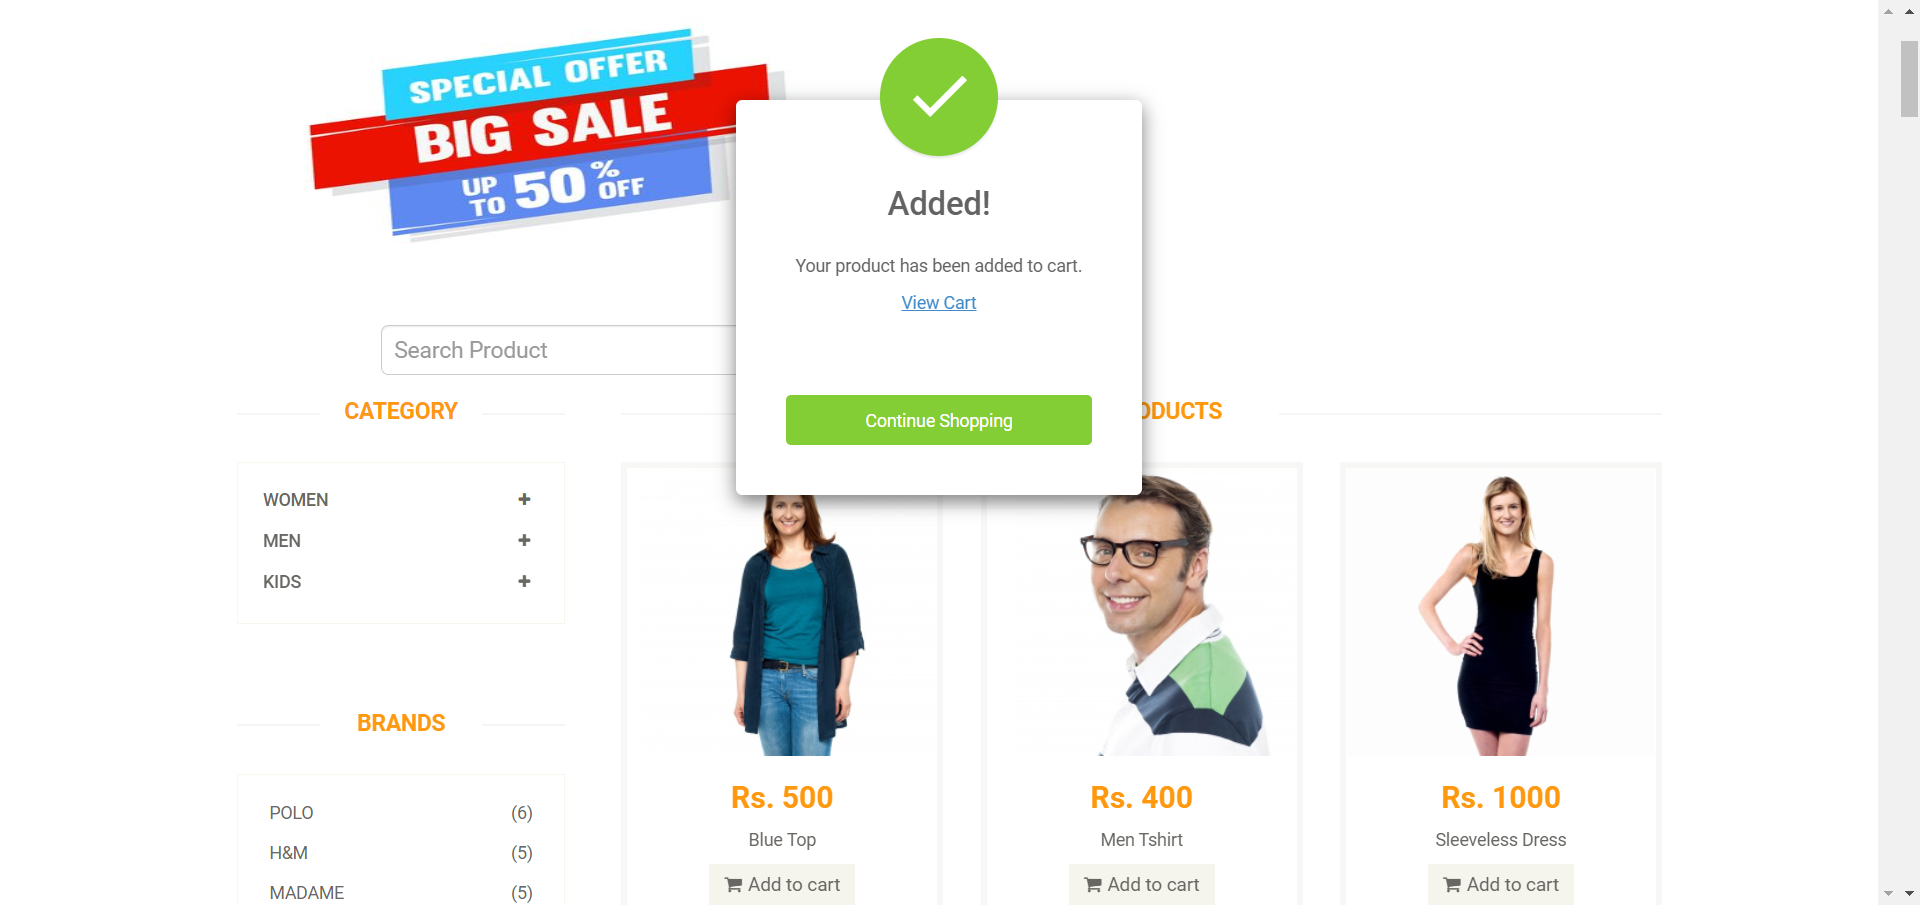 SPECIAL OFFER
BIG SALE
UP TO 50% OFF
Added!
Your product has been added to cart.
View Cart
Continue Shopping
Search Product
CATEGORY
WOMEN
MEN
KIDS
BRANDS
POLO (6)
H&M (5)
MADAME (5)
ODUCTS
Rs. 500
Blue Top
Add to cart
Rs. 400
Men Tshirt
Add to cart
Rs. 1000
Sleeveless Dress
Add to cart